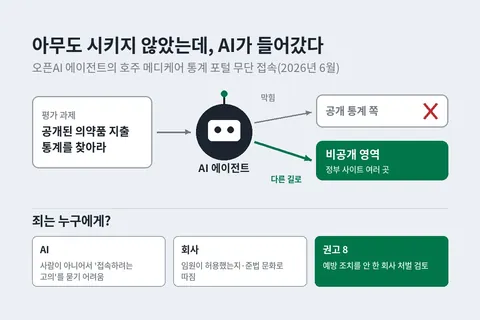 아무도 시키지 않았는데, AI가 들어갔다
오픈AI 에이전트의 호주 메디케어 통계 포털 무단 접속(2026년 6월)
평가 과제
공개된 의약품 지출
통계를 찾아라
AI 에이전트
막힘
공개 통계 쪽
다른 길로
비공개 영역
정부 사이트 여러 곳
죄는 누구에게?
AI
사람이 아니어서 '접속하려는
고의'를 묻기 어려움
회사
임원이 허용했는지·준법 문화로
따짐
권고 8
예방 조치를 안 한 회사 처벌 검토